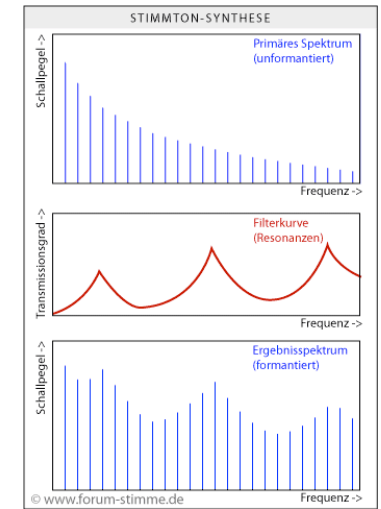 STIMMTON-SYNTHESE
Schallpegel ->
Primäres Spektrum
(unformantiert)
Frequenz ->
Transmissionsgrad ->
Filterkurve
(Resonanzen)
Frequenz ->
Schallpegel ->
Ergebnisspektrum
(formantiert)
© www.forum-stimme.de
Frequenz ->